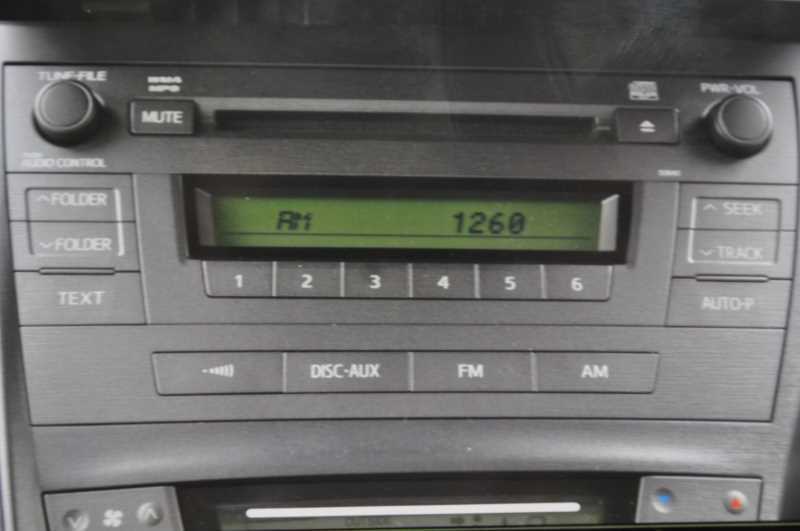 TUNE·FILE
MUTE
PWR·VOL
AUDIO CONTROL
^FOLDER
AM 1260
^ SEEK
⌵FOLDER
⌵TRACK
1 2 3 4 5 6
TEXT
AUTO-P
DISC·AUX FM AM
OUTSIDE